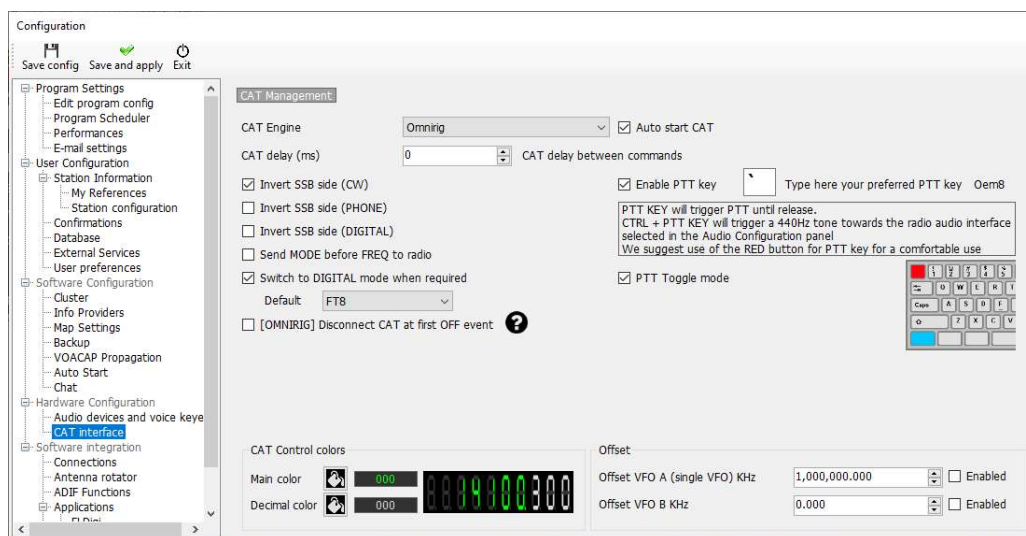 Configuration
Save config Save and apply Exit
Program Settings
Edit program config
Program Scheduler
Performances
E-mail settings
User Configuration
Station Information
My References
Station configuration
Confirmations
Database
External Services
User preferences
Software Configuration
Cluster
Info Providers
Map Settings
Backup
VOACAP Propagation
Auto Start
Chat
Hardware Configuration
Audio devices and voice keye
CAT interface
Software integration
Connections
Antenna rotator
ADIF Functions
Applications
CAT Management
CAT Engine Omnirig Auto start CAT
CAT delay (ms) 0 CAT delay between commands
Invert SSB side (CW)
Invert SSB side (PHONE)
Invert SSB side (DIGITAL)
Send MODE before FREQ to radio
Switch to DIGITAL mode when required
Default FT8
[OMNIRIG] Disconnect CAT at first OFF event ?
Enable PTT key ` Type here your preferred PTT key Oem8
PTT KEY will trigger PTT until release.
CTRL + PTT KEY will trigger a 440Hz tone towards the radio audio interface
selected in the Audio Configuration panel
We suggest use of the RED button for PTT key for a comfortable use
PTT Toggle mode
Q W E R T
Caps A S D F
Z X C V
CAT Control colors
Main color 000
Decimal color 000
14100300
Offset
Offset VFO A (single VFO) KHz 1,000,000.000 Enabled
Offset VFO B KHz 0.000 Enabled